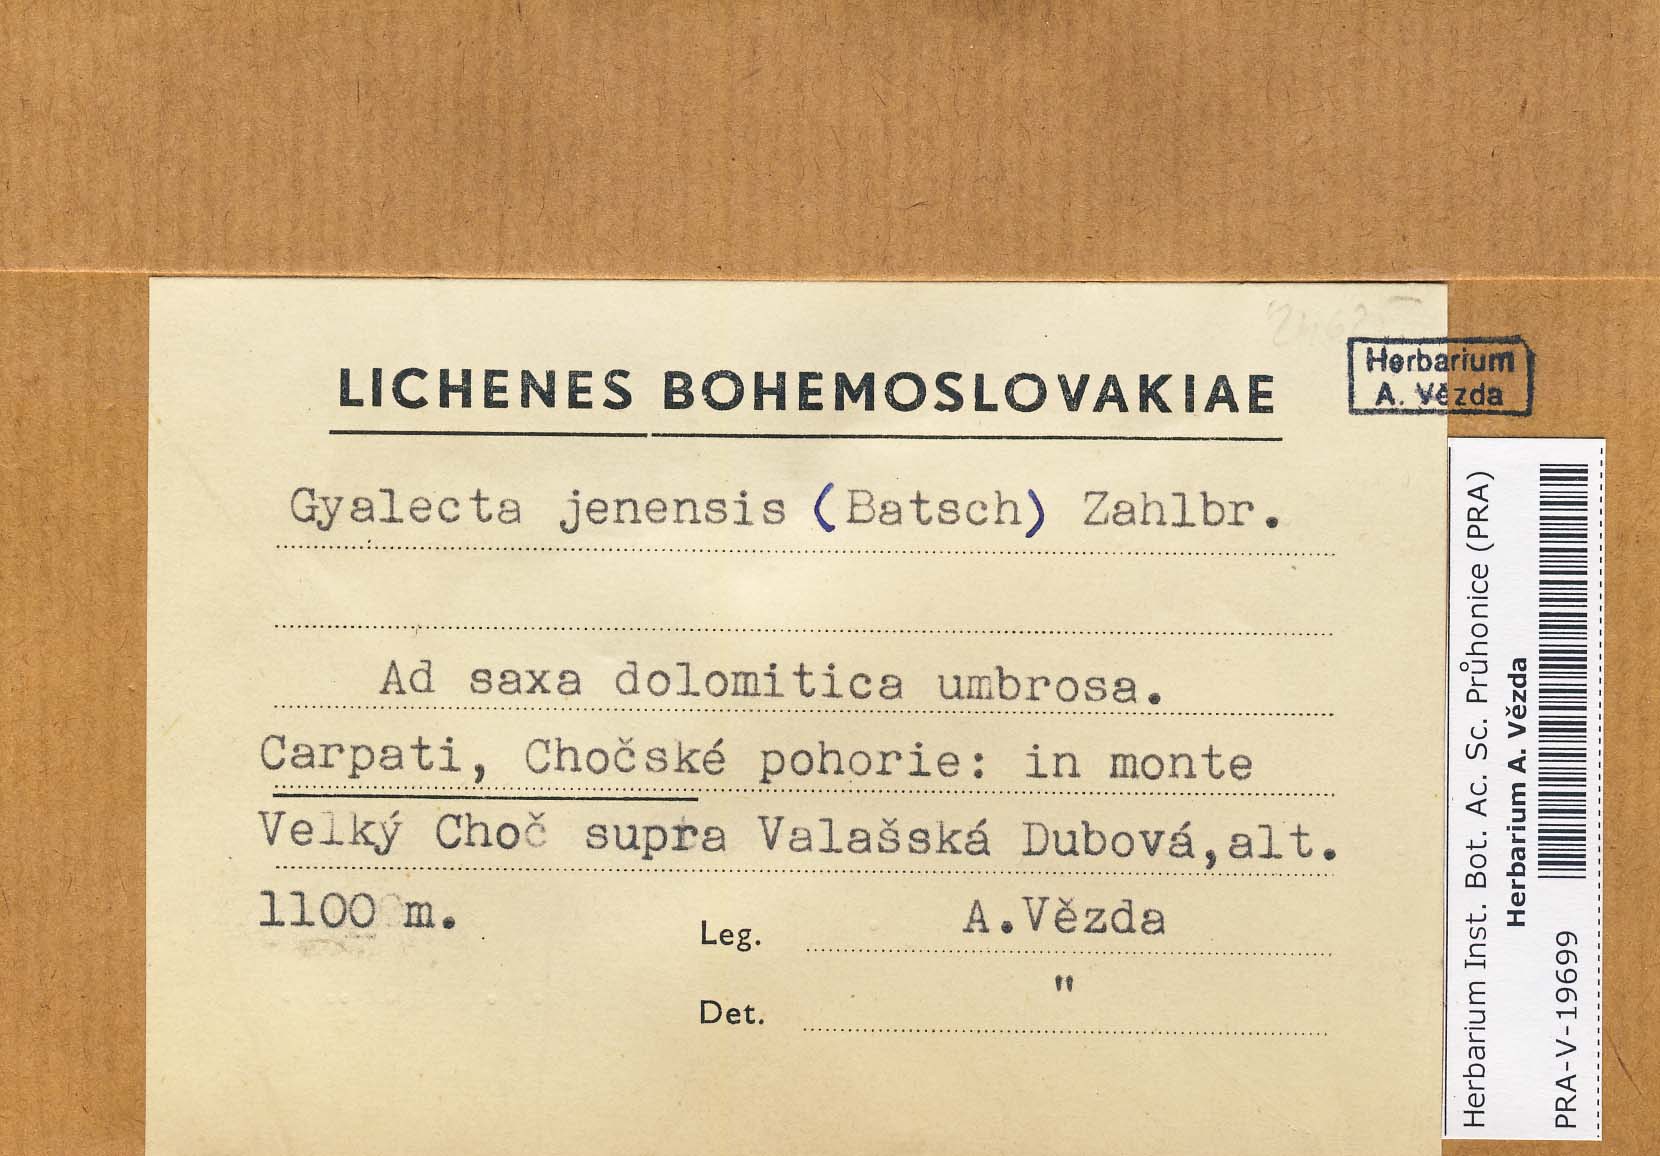 LICHENES BOHEMOSLOVAKIAE
Herbarium
A. Vězda
Gyalecta jenensis (Batsch) Zahlbr.
Ad saxa dolomitica umbrosa.
Carpati, Chočské pohorie: in monte
Velký Choč supra Valašská Dubová,alt.
1100 m.
Leg. A.Vězda
Det. "
Herbarium Inst. Bot. Ac. Sc. Průhonice (PRA)
Herbarium A. Vězda
PRA-V-19699